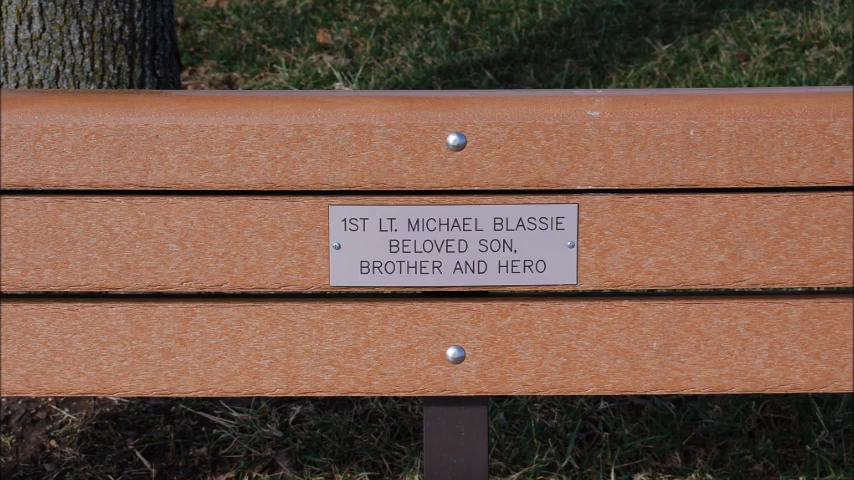 1ST LT. MICHAEL BLASSIE
BELOVED SON,
BROTHER AND HERO